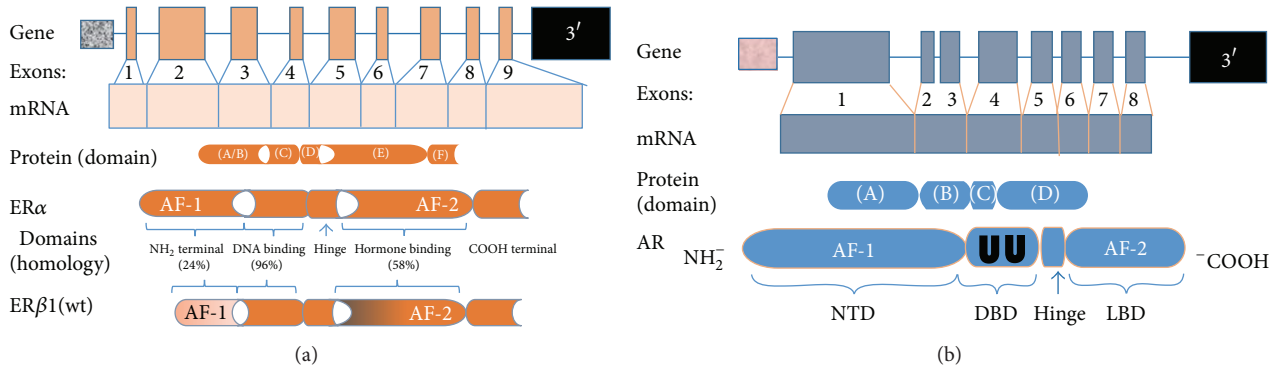 Gene
3′
Exons:
1 2 3 4 5 6 7 8 9
mRNA
Protein (domain)
(A/B) (C) (D) (E) (F)
ERα
AF-1 AF-2
Domains
(homology)
NH₂ terminal
(24%)
DNA binding
(96%)
Hinge
Hormone binding
(58%)
COOH terminal
ERβ1(wt)
AF-1 AF-2
(a)
Gene
3′
Exons:
1 2 3 4 5 6 7 8
mRNA
Protein
(domain)
(A) (B) (C) (D)
AR
NH₂⁻
AF-1 AF-2
⁻COOH
NTD DBD Hinge LBD
(b)